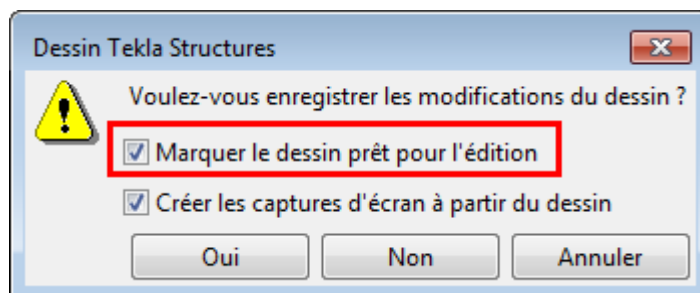 Dessin Tekla Structures
Voulez-vous enregistrer les modifications du dessin ?
Marquer le dessin prêt pour l'édition
Créer les captures d'écran à partir du dessin
Oui Non Annuler